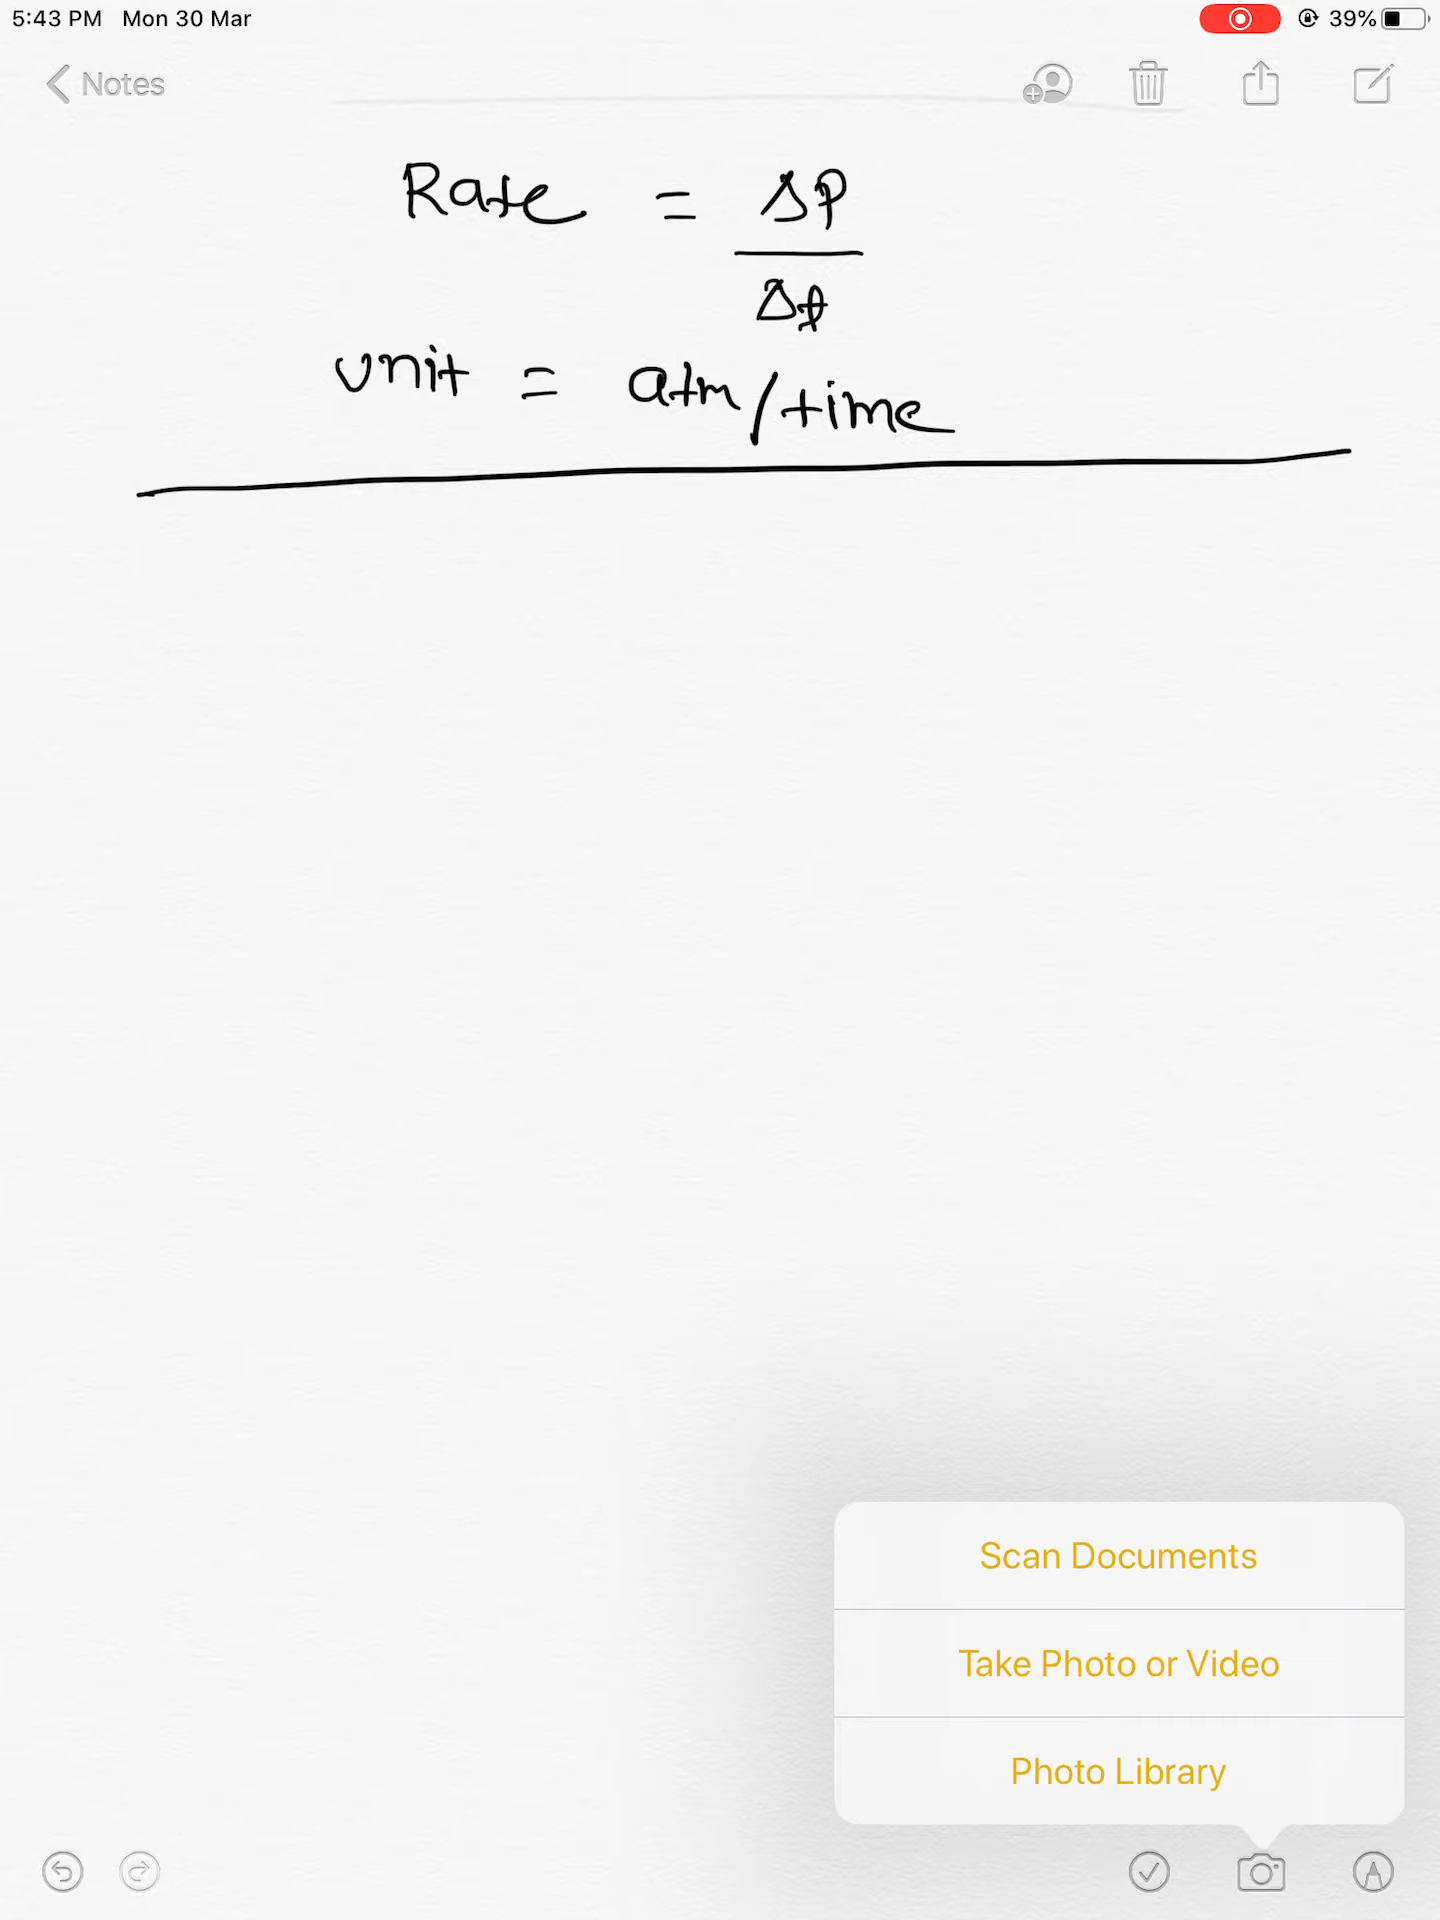 5:43 PM Mon 30 Mar 39%
Notes
Rate = ΔP
Δt
unit = atm/time
Scan Documents
Take Photo or Video
Photo Library